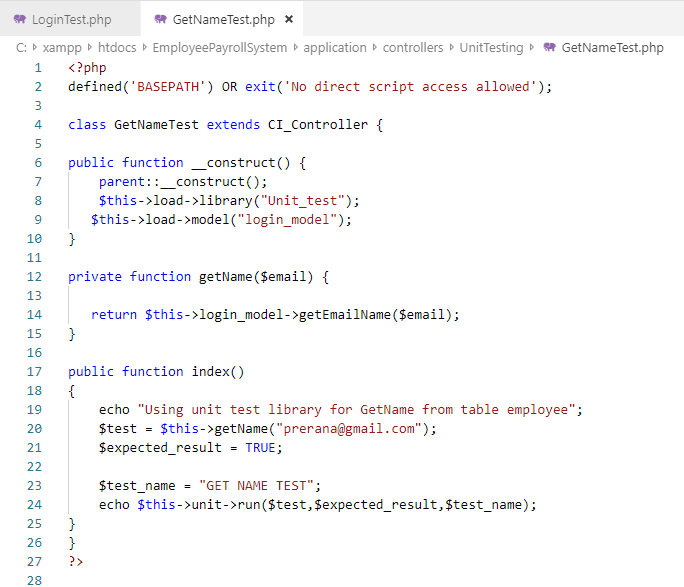 LoginTest.php GetNameTest.php ×
C: > xampp > htdocs > EmployeePayrollSystem > application > controllers > UnitTesting > GetNameTest.php
1 <?php
2 defined('BASEPATH') OR exit('No direct script access allowed');
3
4 class GetNameTest extends CI_Controller {
5
6 public function __construct() {
7     parent::__construct();
8     $this->load->library("Unit_test");
9    $this->load->model("login_model");
10 }
11
12 private function getName($email) {
13
14    return $this->login_model->getEmailName($email);
15 }
16
17 public function index()
18 {
19     echo "Using unit test library for GetName from table employee";
20     $test = $this->getName("prerana@gmail.com");
21     $expected_result = TRUE;
22
23     $test_name = "GET NAME TEST";
24     echo $this->unit->run($test,$expected_result,$test_name);
25 }
26 }
27 ?>
28